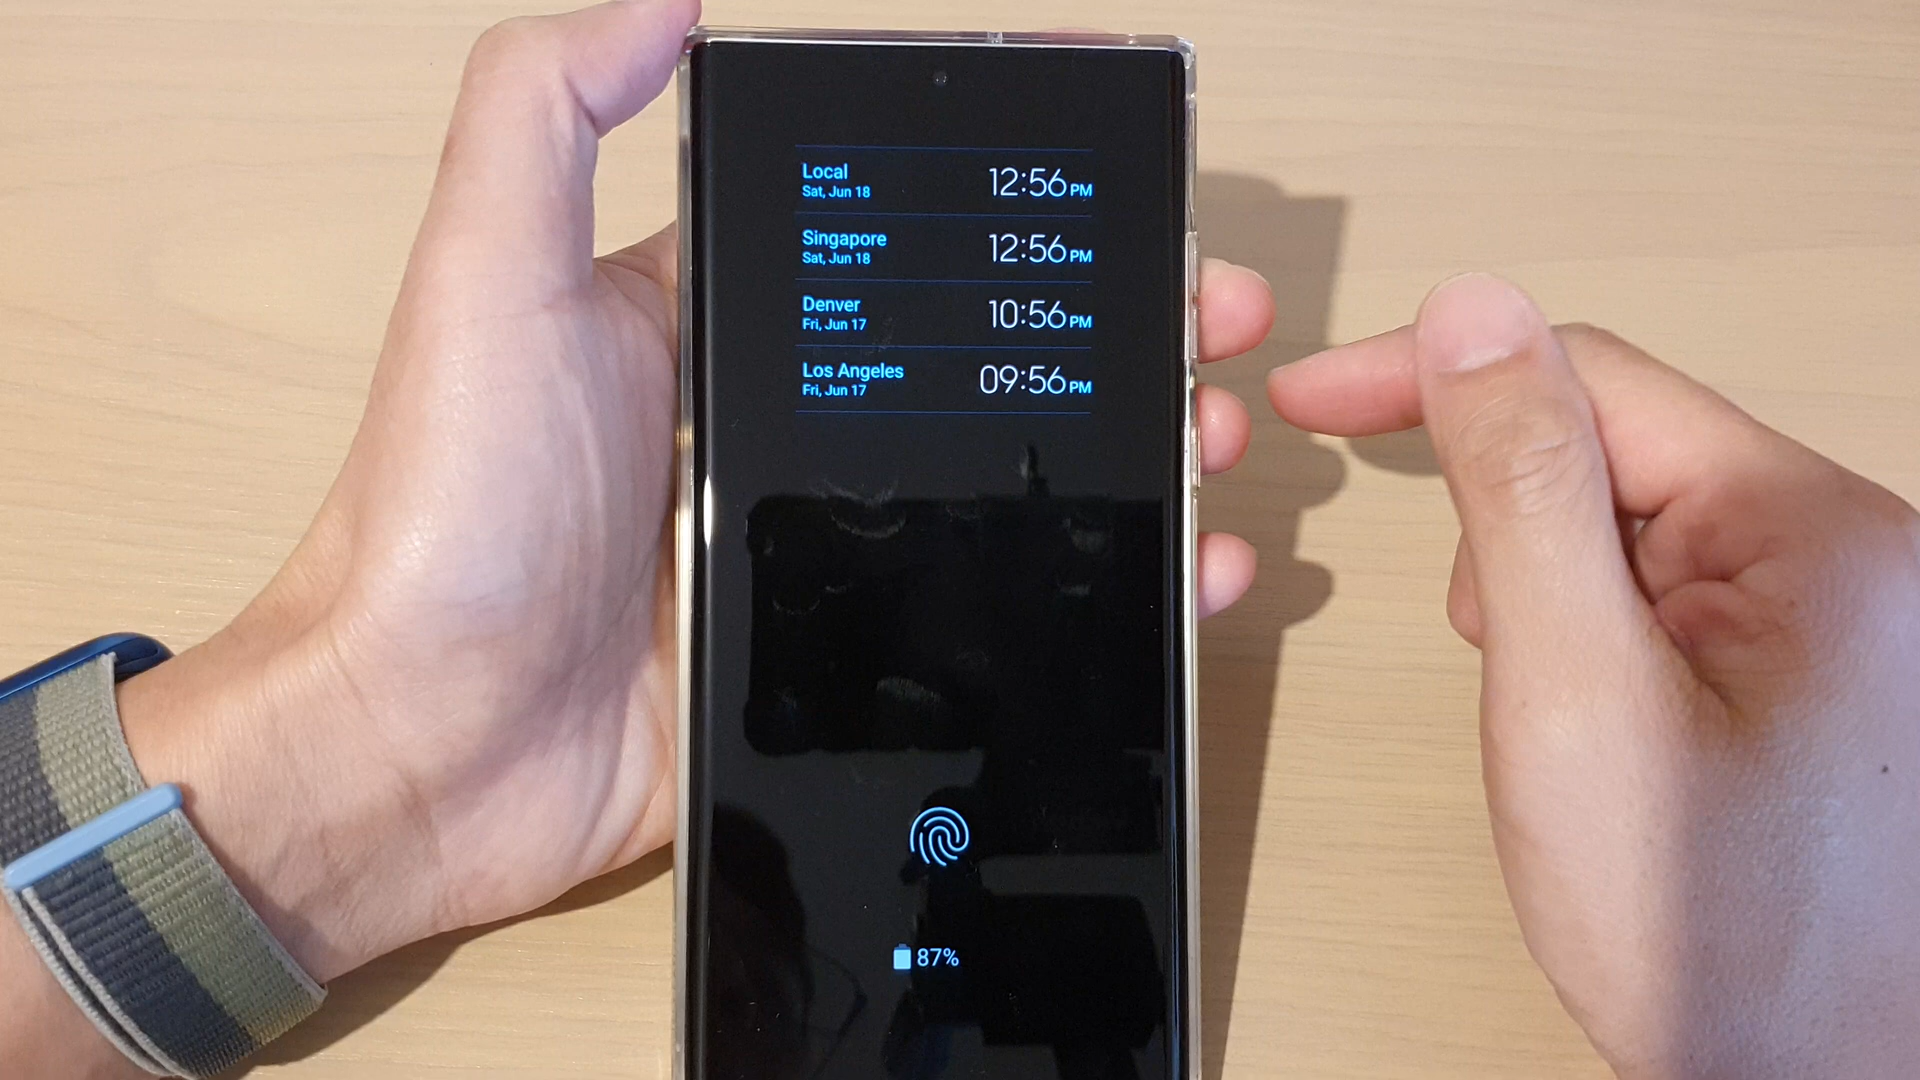 Local
Sat, Jun 18
12:56 PM
Singapore
Sat, Jun 18
12:56 PM
Denver
Fri, Jun 17
10:56 PM
Los Angeles
Fri, Jun 17
09:56 PM
87%